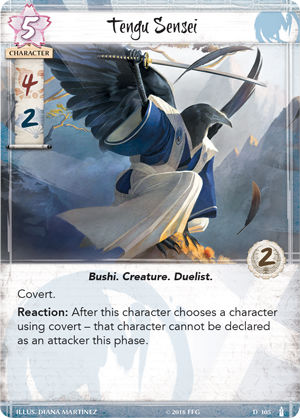 Tengu Sensei
5
CHARACTER
4
2
2
Bushi. Creature. Duelist.
Covert.
Reaction: After this character chooses a character
using covert – that character cannot be declared
as an attacker this phase.
ILLUS. DIANA MARTINEZ © 2018 FFG D 105